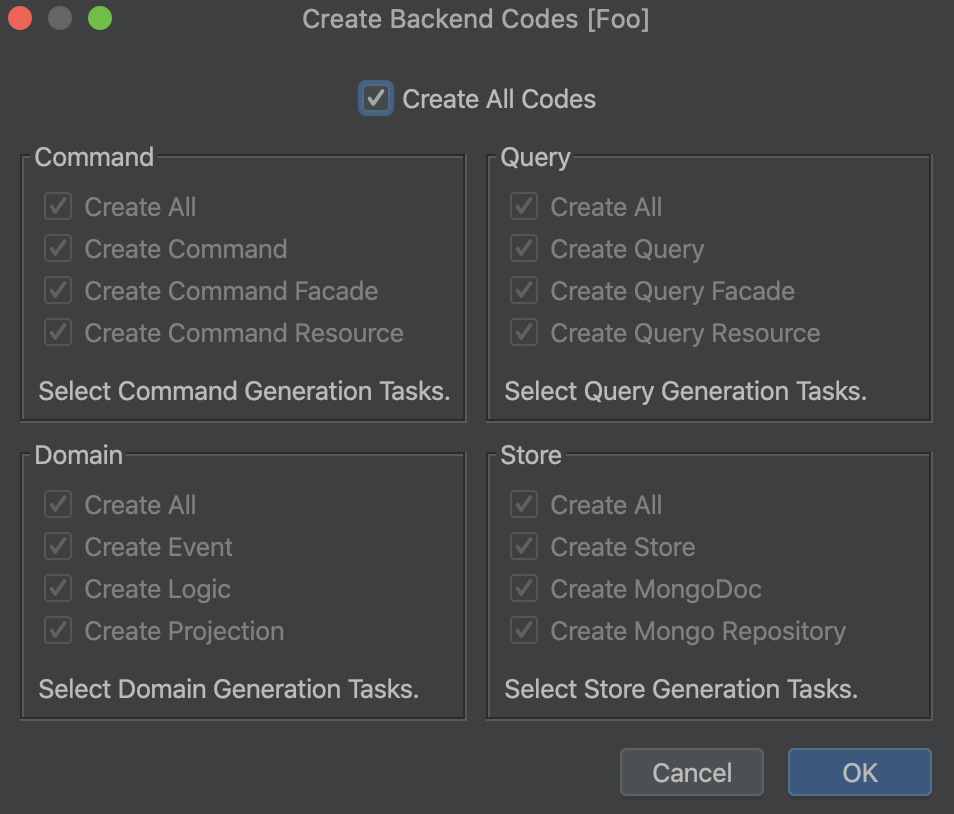 Create Backend Codes [Foo]
Create All Codes
Command
Create All
Create Command
Create Command Facade
Create Command Resource
Select Command Generation Tasks.
Query
Create All
Create Query
Create Query Facade
Create Query Resource
Select Query Generation Tasks.
Domain
Create All
Create Event
Create Logic
Create Projection
Select Domain Generation Tasks.
Store
Create All
Create Store
Create MongoDoc
Create Mongo Repository
Select Store Generation Tasks.
Cancel
OK